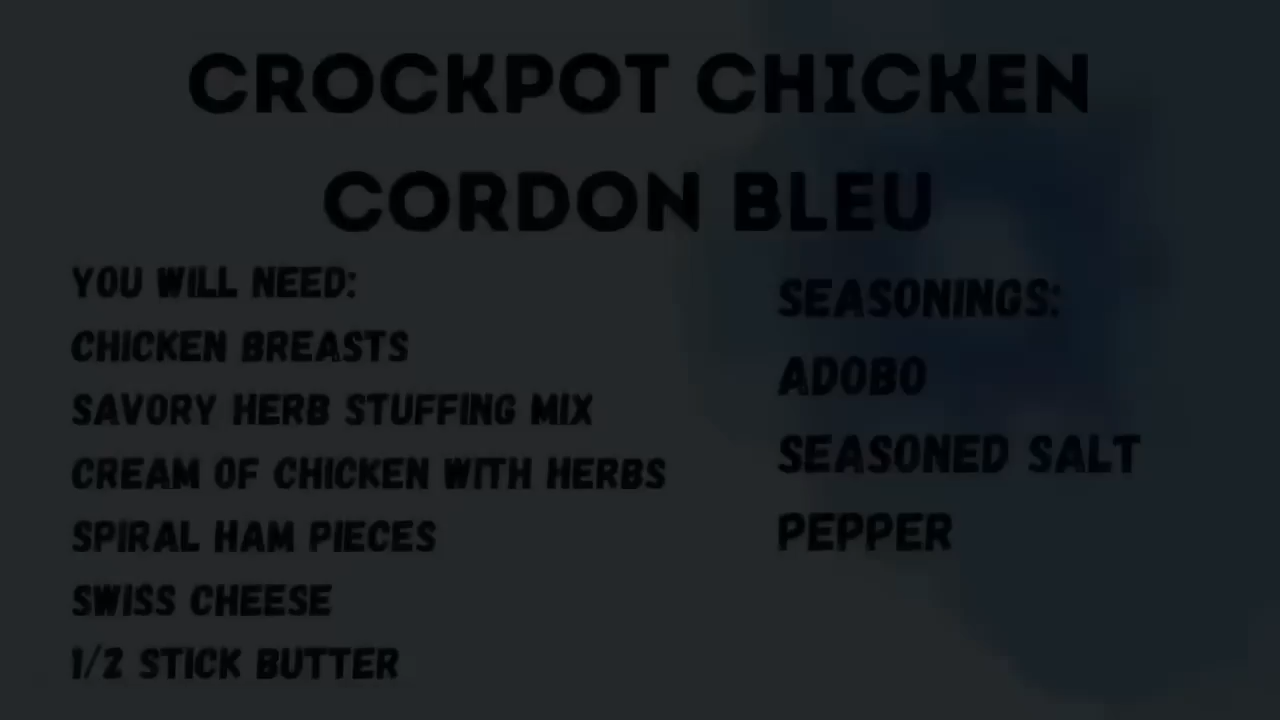 CROCKPOT CHICKEN
CORDON BLEU
YOU WILL NEED:
CHICKEN BREASTS
SAVORY HERB STUFFING MIX
CREAM OF CHICKEN WITH HERBS
SPIRAL HAM PIECES
SWISS CHEESE
1/2 STICK BUTTER
SEASONINGS:
ADOBO
SEASONED SALT
PEPPER